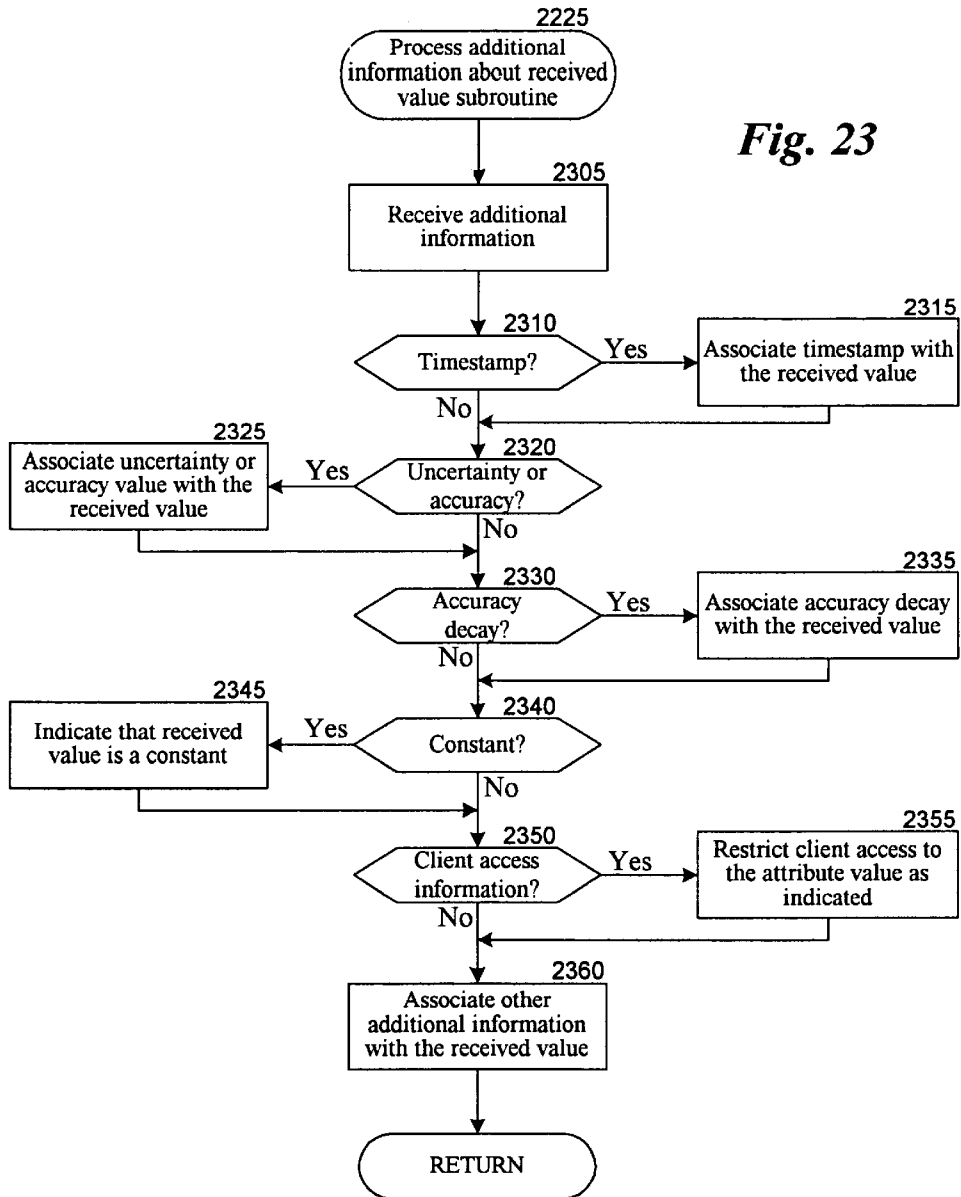 2225
Process additional
information about received
value subroutine
Fig. 23
2305
Receive additional
information
2310
Timestamp?
Yes
No
2315
Associate timestamp with
the received value
2320
Uncertainty or
accuracy?
Yes
No
2325
Associate uncertainty or
accuracy value with the
received value
2330
Accuracy
decay?
Yes
No
2335
Associate accuracy decay
with the received value
2340
Constant?
Yes
No
2345
Indicate that received
value is a constant
2350
Client access
information?
Yes
No
2355
Restrict client access to
the attribute value as
indicated
2360
Associate other
additional information
with the received value
RETURN